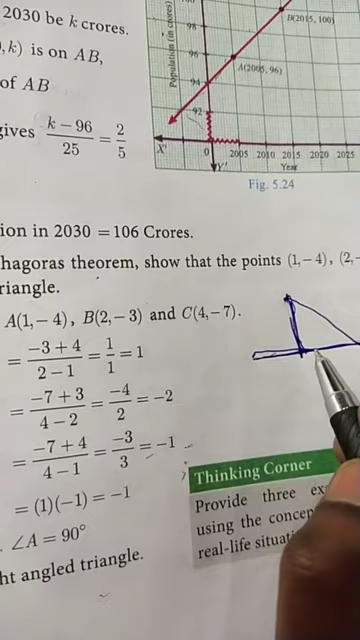 2030 be k crores.
,k) is on AB,
of AB
gives k – 96 / 25 = 2 / 5
Population (in crores)
98
96
94
92
B(2015, 100)
A(2005, 96)
X' 0 2005 2010 2015 2020 2025
Y' Year
Fig. 5.24
ion in 2030 = 106 Crores.
hagoras theorem, show that the points (1,– 4), (2,–
riangle.
A(1,– 4), B(2,– 3) and C(4,– 7).
= –3 + 4 / 2 – 1 = 1 / 1 = 1
= –7 + 3 / 4 – 2 = –4 / 2 = –2
= –7 + 4 / 4 – 1 = –3 / 3 = –1
= (1)(–1) = –1
∠A = 90°
ht angled triangle.
Thinking Corner
Provide three
using the
real-life